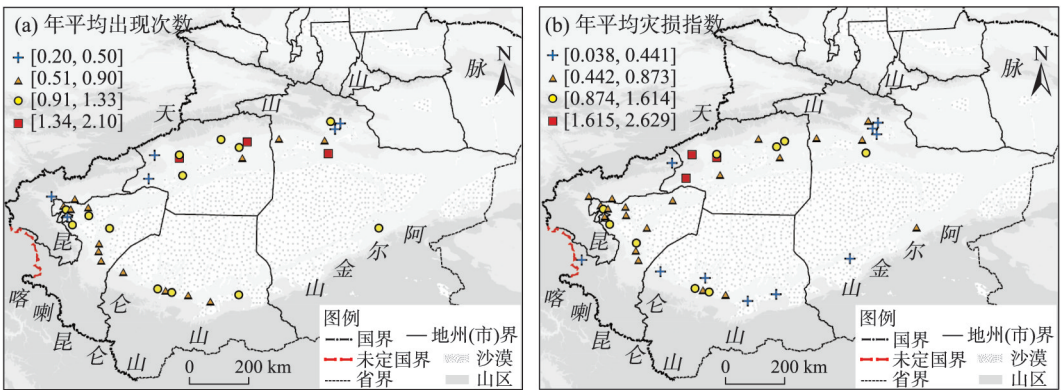 (a) 年平均出现次数
[0.20, 0.50]
[0.51, 0.90]
[0.91, 1.33]
[1.34, 2.10]
N
天
山
山
脉
昆
仑
山
喀
喇
昆
仑
山
山
金
尔
阿
图例
国界
地州(市)界
未定国界
沙漠
省界
山区
0 200 km
(b) 年平均灾损指数
[0.038, 0.441]
[0.442, 0.873]
[0.874, 1.614]
[1.615, 2.629]
N
天
山
山
脉
昆
仑
山
喀
喇
昆
仑
山
山
金
尔
阿
图例
国界
地州(市)界
未定国界
沙漠
省界
山区
0 200 km